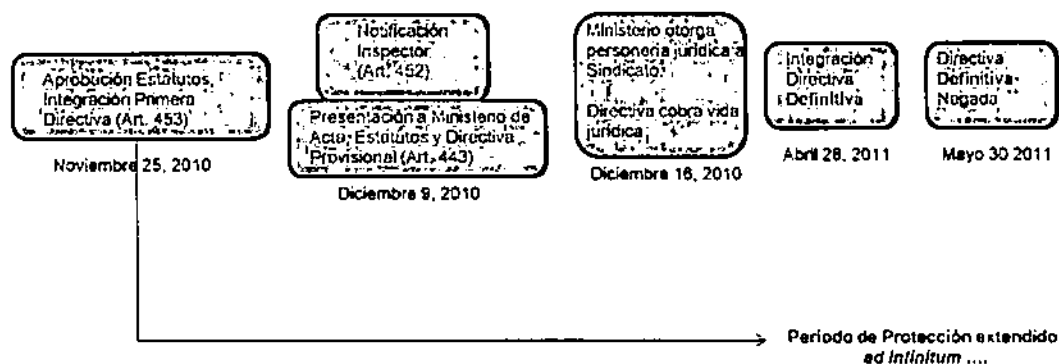 Aprobución Estatutos,
Integración Primera
Directiva (Art. 453)
Noviembre 25, 2010
Notificación
Inspector
(Art. 452)
Presentación a Ministerio de
Acta, Estatutos y Directiva
Provisional (Art. 443)
Diciembre 9, 2010
Ministerio otorga
personería jurídica a
Sindicato.
Directiva cobra vida
jurídica
Diciembre 16, 2010
Integración
Directiva
Definitiva
Abril 28, 2011
Directiva
Definitiva
Negada
Mayo 30 2011
Período de Protección extendido
ad Infinitum ....